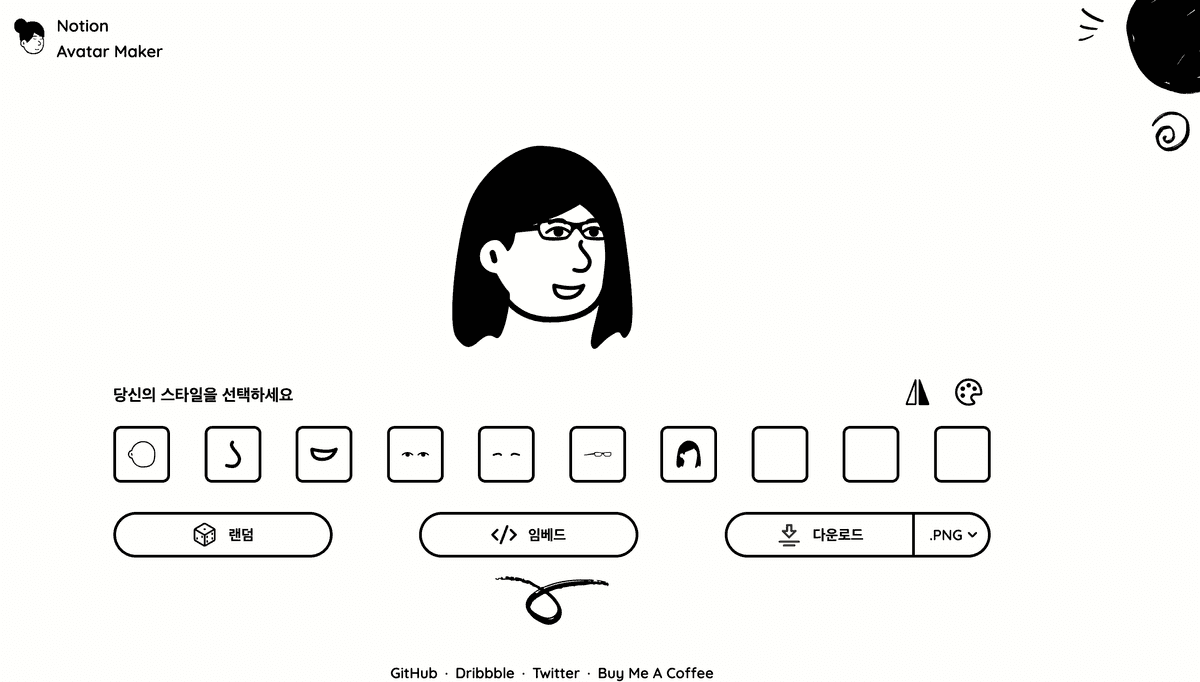 Notion
Avatar Maker
당신의 스타일을 선택하세요
랜덤
임베드
다운로드
.PNG
GitHub · Dribbble · Twitter · Buy Me A Coffee